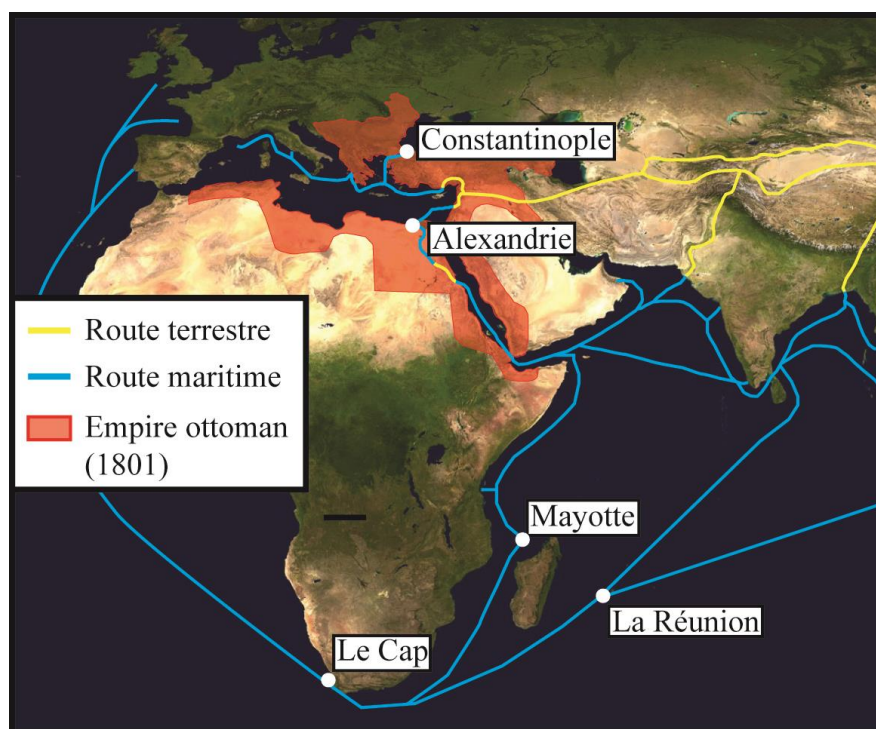 Constantinople
Alexandrie
Route terrestre
Route maritime
Empire ottoman
(1801)
Mayotte
La Réunion
Le Cap